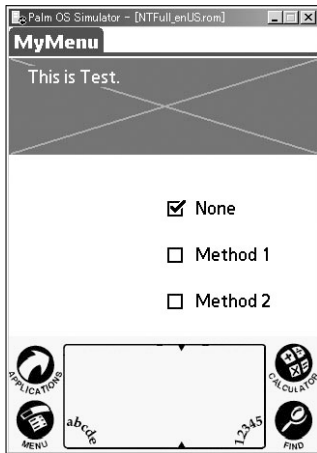 Palm OS Simulator - [NTFull_enUS.rom]
MyMenu
This is Test.
None
Method 1
Method 2
APPLICATIONS
CALCULATOR
MENU
abcde
12345
FIND